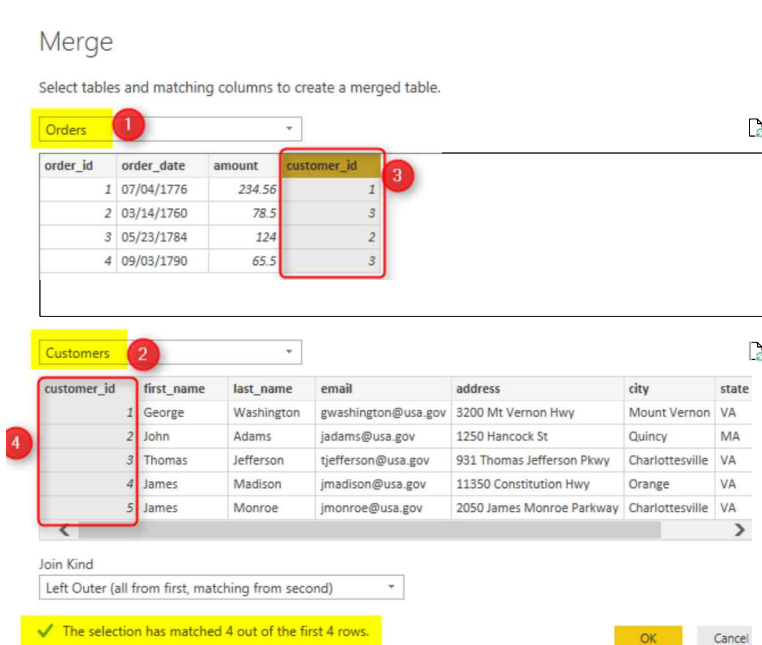 Merge
Select tables and matching columns to create a merged table.
Orders 1
order_id order_date amount customer_id 3
1 07/04/1776 234.56 1
2 03/14/1760 78.5 3
3 05/23/1784 124 2
4 09/03/1790 65.5 3
Customers 2
customer_id first_name last_name email address city state
1 George Washington gwashington@usa.gov 3200 Mt Vernon Hwy Mount Vernon VA
4 2 John Adams jadams@usa.gov 1250 Hancock St Quincy MA
3 Thomas Jefferson tjefferson@usa.gov 931 Thomas Jefferson Pkwy Charlottesville VA
4 James Madison jmadison@usa.gov 11350 Constitution Hwy Orange VA
5 James Monroe jmonroe@usa.gov 2050 James Monroe Parkway Charlottesville VA
Join Kind
Left Outer (all from first, matching from second)
The selection has matched 4 out of the first 4 rows.
OK Cancel